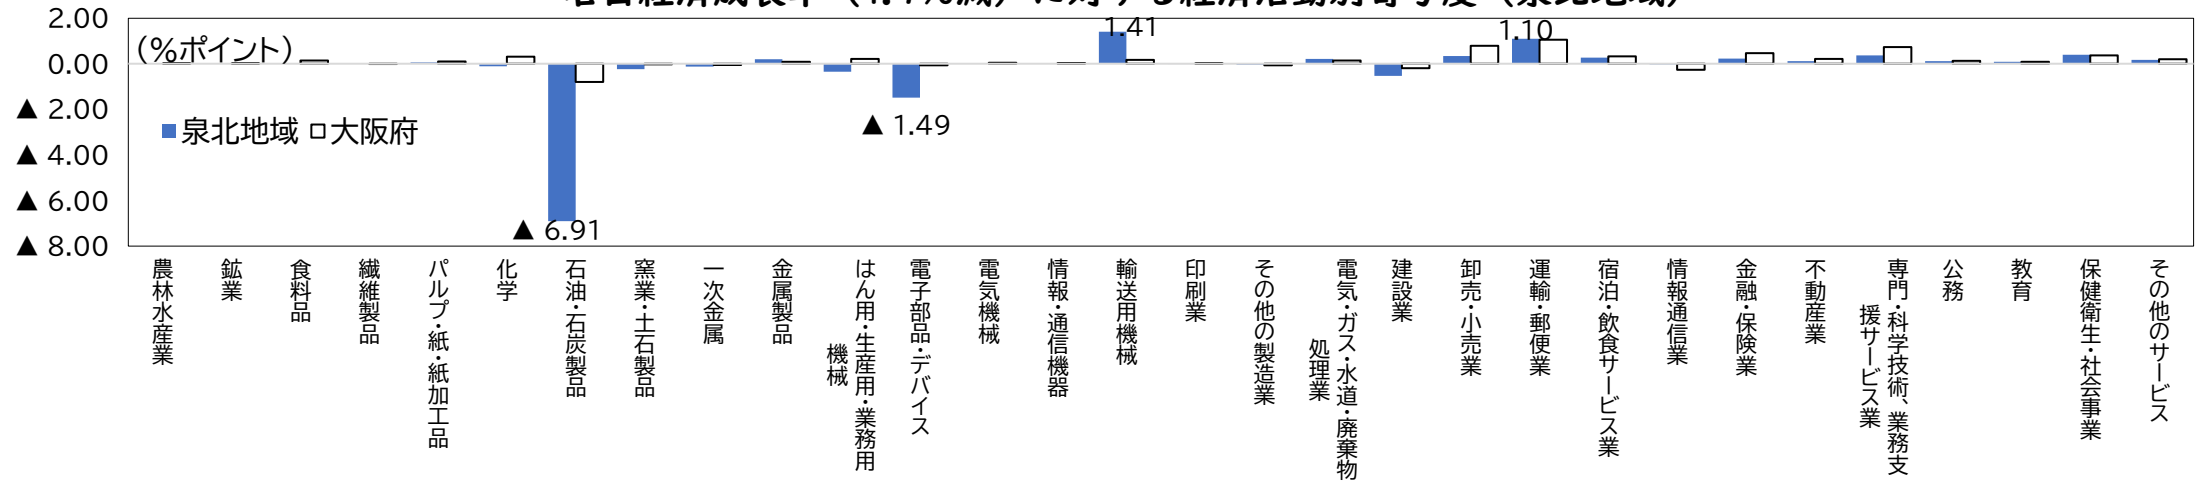 2.00
0.00
▲ 2.00
▲ 4.00
▲ 6.00
▲ 8.00
(%ポイント)
■泉北地域 □大阪府
▲ 6.91
▲ 1.49
1.41
1.10
農林水産業
鉱業
食料品
繊維製品
パルプ・紙・紙加工品
化学
石油・石炭製品
窯業・土石製品
一次金属
金属製品
はん用・生産用・業務用
機械
電子部品・デバイス
電気機械
情報・通信機器
輸送用機械
印刷業
その他の製造業
電気・ガス・水道・廃棄物
処理業
建設業
卸売・小売業
運輸・郵便業
宿泊・飲食サービス業
情報通信業
金融・保険業
不動産業
専門・科学技術、業務支
援サービス業
公務
教育
保健衛生・社会事業
その他のサービス